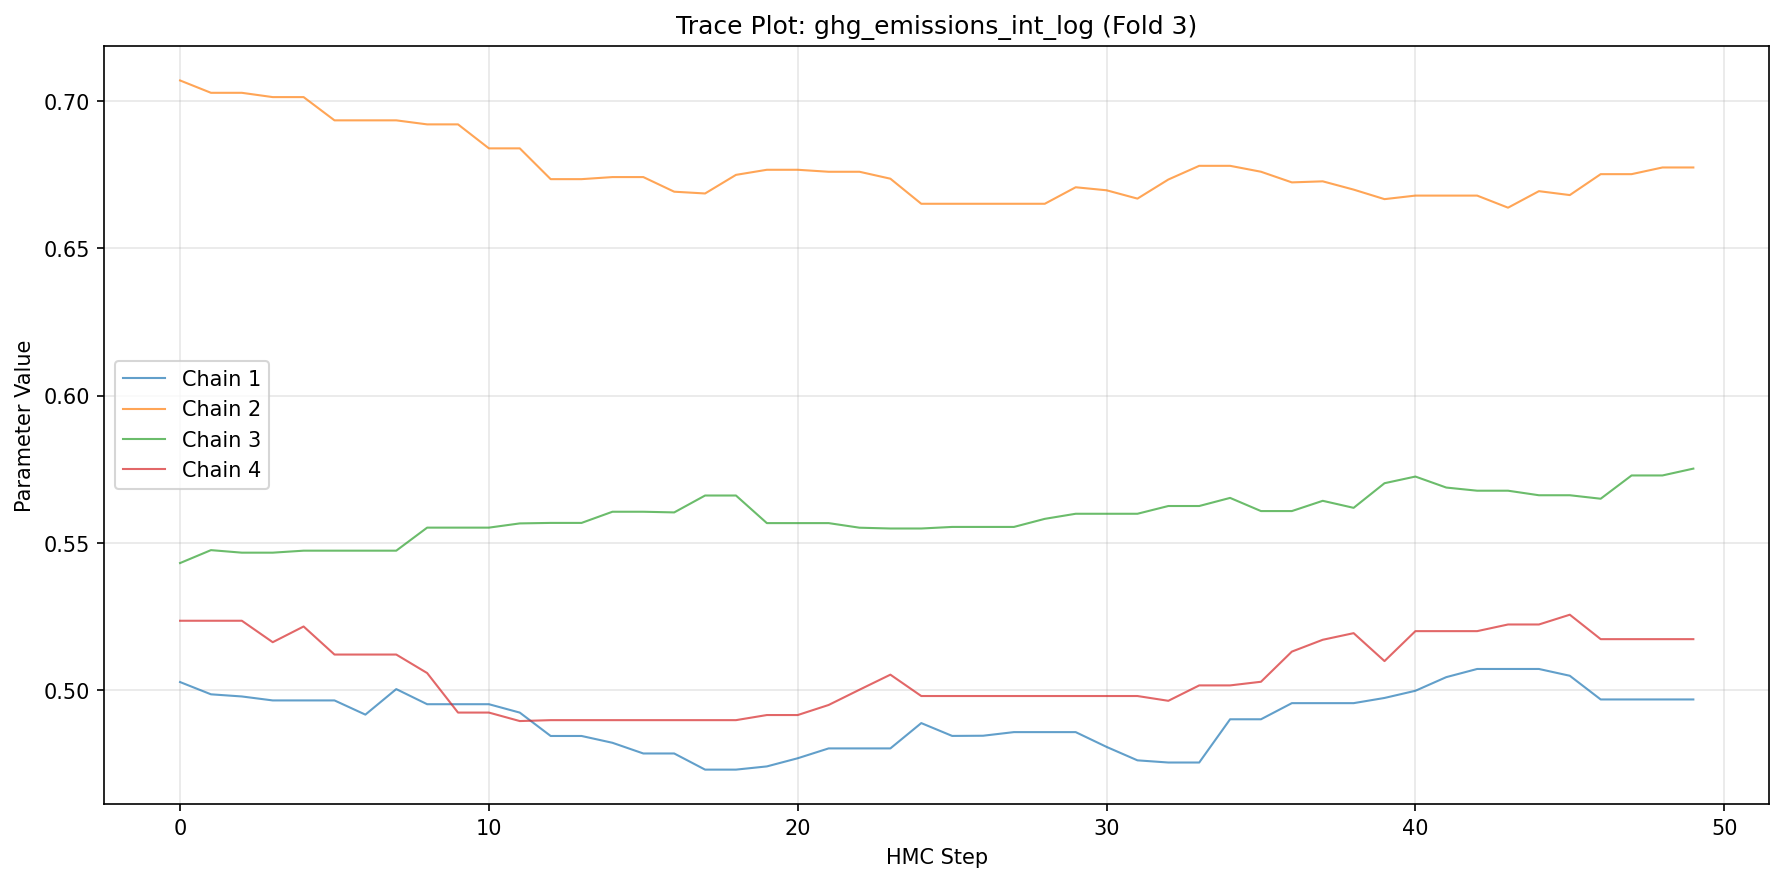 Trace Plot: ghg_emissions_int_log (Fold 3)
Parameter Value
0.70
0.65
0.60
0.55
0.50
Chain 1
Chain 2
Chain 3
Chain 4
0 10 20 30 40 50
HMC Step